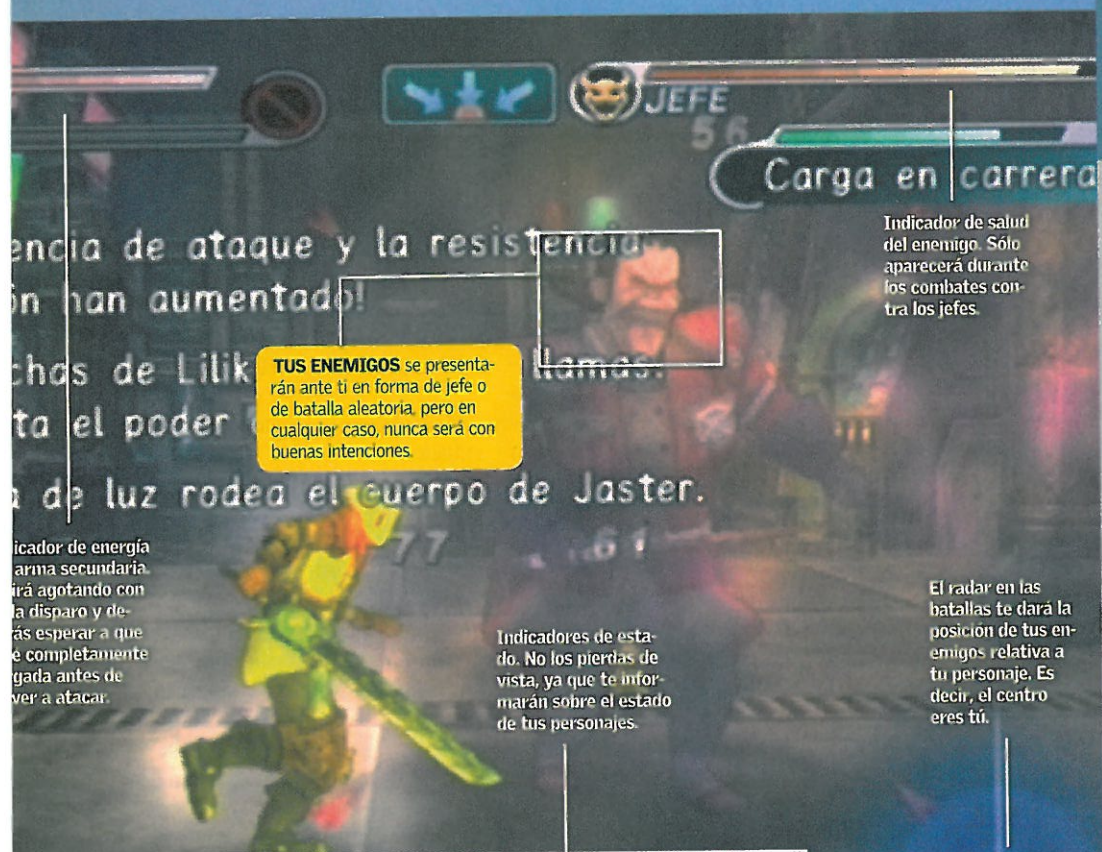 JEFE
56
Carga en carrera
Indicador de salud
del enemigo. Sólo
aparecerá durante
los combates con-
tra los jefes.
encia de ataque y la resistencia
ón han aumentado!
chas de Lilik llamas.
ta el poder
TUS ENEMIGOS se presenta-
rán ante ti en forma de jefe o
de batalla aleatoria, pero en
cualquier caso, nunca será con
buenas intenciones.
a de luz rodea el cuerpo de Jaster.
77
61
icador de energía
arma secundaria.
irá agotando con
la disparo y de-
ás esperar a que
é completamente
gada antes de
ver a atacar.
Indicadores de esta-
do. No los pierdas de
vista, ya que te infor-
marán sobre el estado
de tus personajes.
El radar en las
batallas te dará la
posición de tus en-
emigos relativa a
tu personaje. Es
decir, el centro
eres tú.